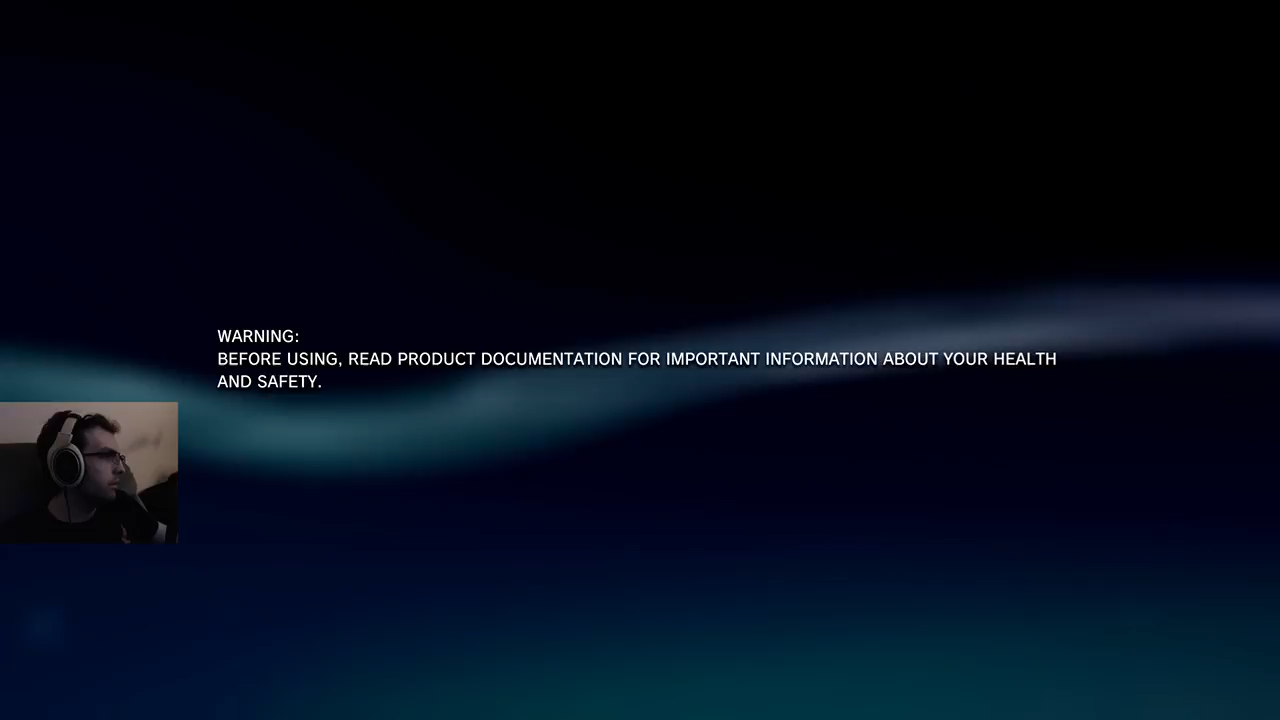 WARNING:
BEFORE USING, READ PRODUCT DOCUMENTATION FOR IMPORTANT INFORMATION ABOUT YOUR HEALTH
AND SAFETY.